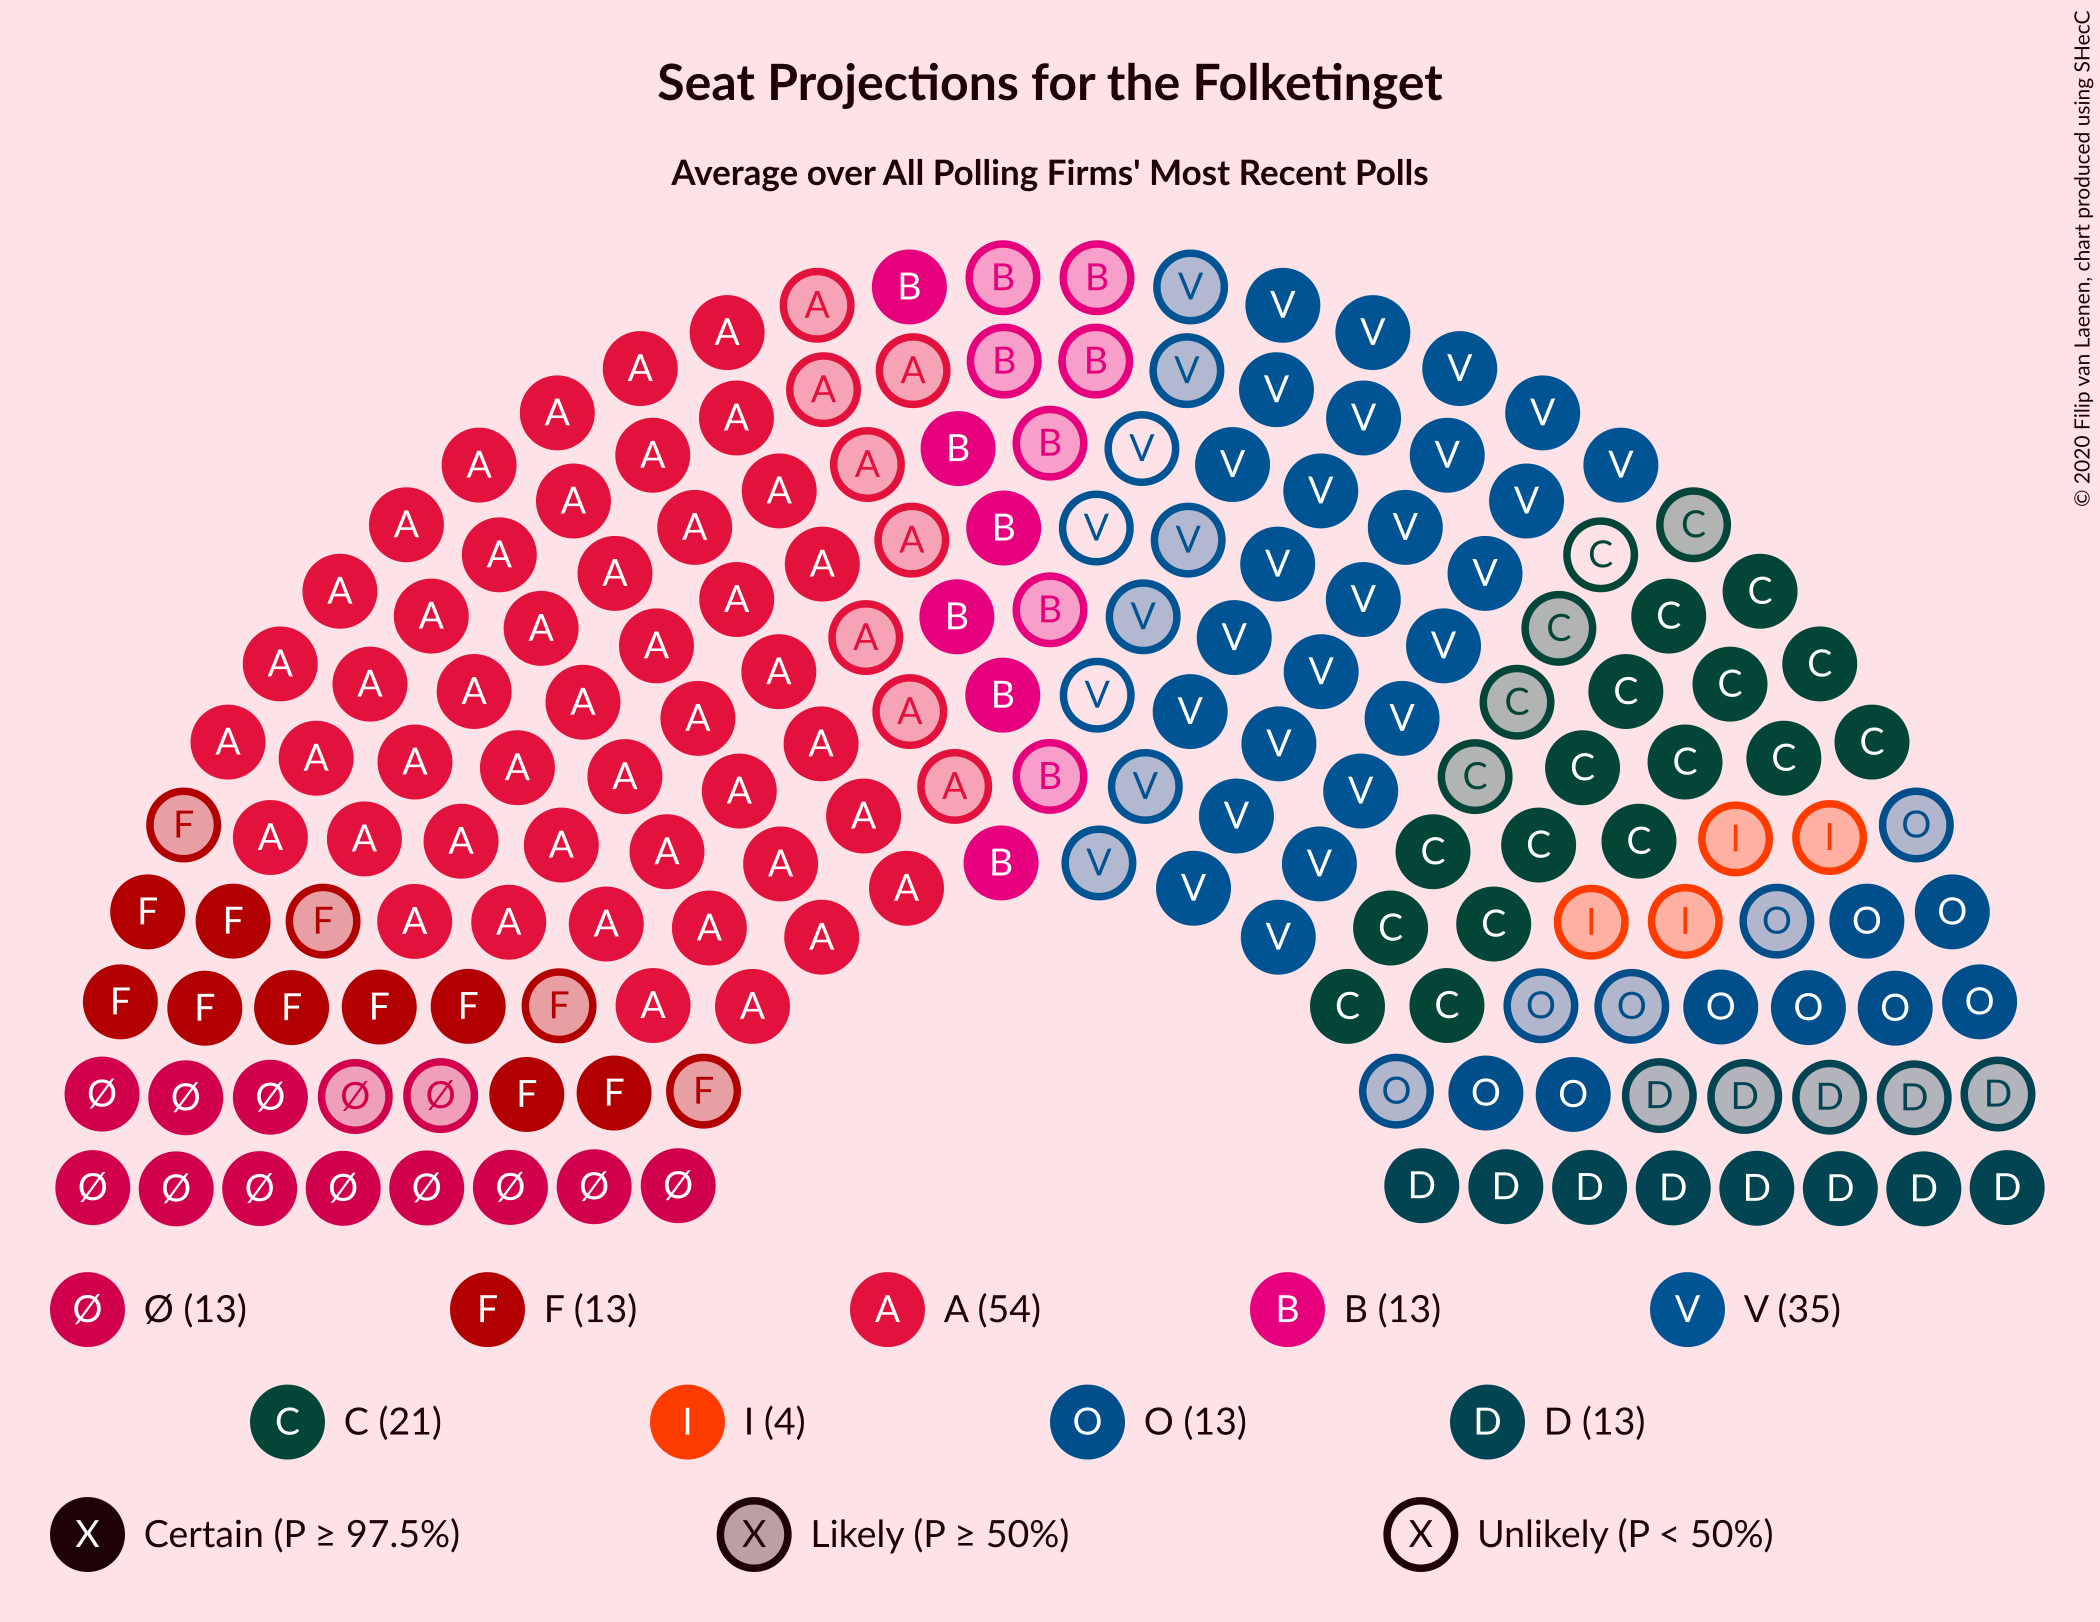 Seat Projections for the Folketinget
Average over All Polling Firms' Most Recent Polls
© 2020 Filip van Laenen, chart produced using SHecC
A B B B V V
A V
A A A B B V V V
A A V V
A A A B B V V V V
A A V V
A A A B V V V C
A A A V V C
A A A B B V V C C
A A A V V C
A A A A B V V C C C
A A A V V C
A A A A A V C C C C
A A A B V V C
F A A A A A A A B V V V C C C I I O
F F F A A A A A A V V C C I I O O O
F F F F F F A A C C O O O O O O
Ø Ø Ø Ø Ø F F F O O O D D D D D
Ø Ø Ø Ø Ø Ø Ø Ø D D D D D D D D
Ø Ø (13) F F (13) A A (54) B B (13) V V (35)
C C (21) I I (4) O O (13) D D (13)
X Certain (P ≥ 97.5%) X Likely (P ≥ 50%) X Unlikely (P < 50%)